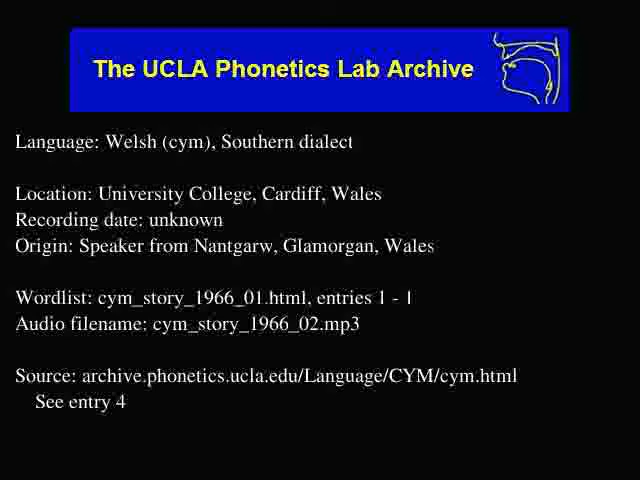 The UCLA Phonetics Lab Archive
Language: Welsh (cym), Southern dialect
Location: University College, Cardiff, Wales
Recording date: unknown
Origin: Speaker from Nantgarw, Glamorgan, Wales
Wordlist: cym_story_1966_01.html, entries 1 - 1
Audio filename: cym_story_1966_02.mp3
Source: archive.phonetics.ucla.edu/Language/CYM/cym.html
See entry 4